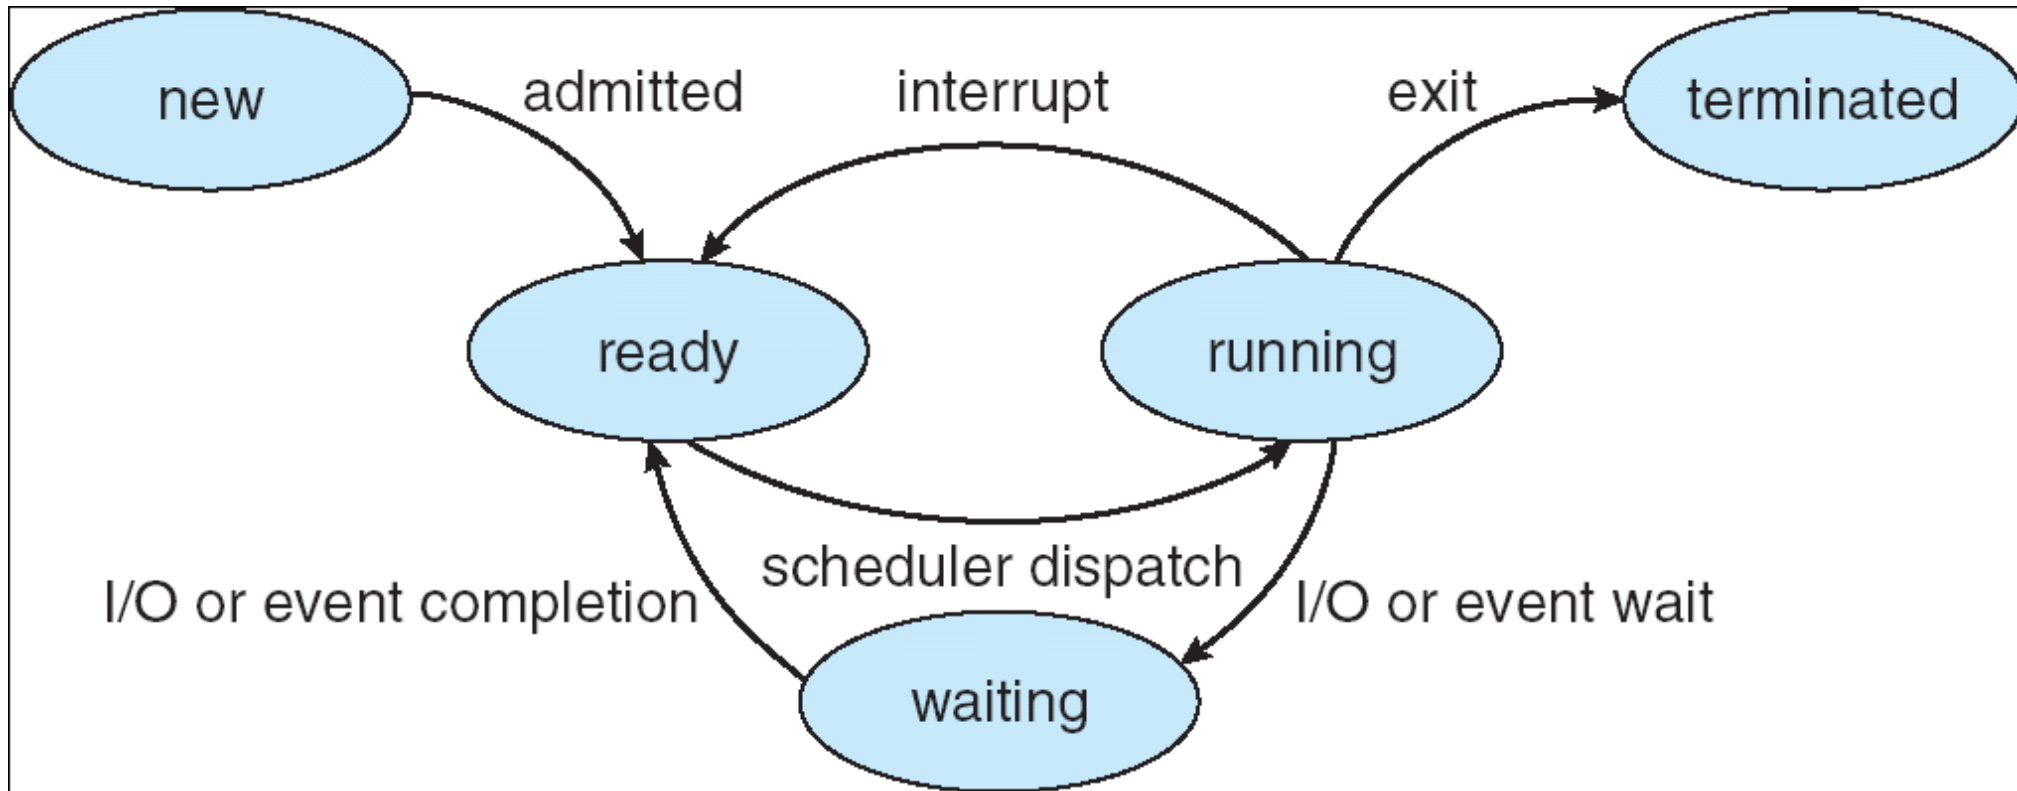 new
admitted
interrupt
exit
terminated
ready
running
scheduler dispatch
I/O or event completion
I/O or event wait
waiting